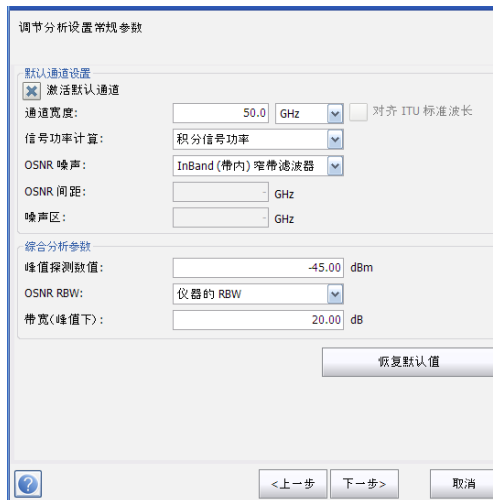 调节分析设置常规参数
默认通道设置
激活默认通道
通道宽度: 50.0 GHz 对齐 ITU 标准波长
信号功率计算: 积分信号功率
OSNR 噪声: InBand (带内) 窄带滤波器
OSNR 间距: - GHz
噪声区: - GHz
综合分析参数
峰值探测数值: -45.00 dBm
OSNR RBW: 仪器的 RBW
带宽(峰值下): 20.00 dB
恢复默认值
? <上一步 下一步> 取消